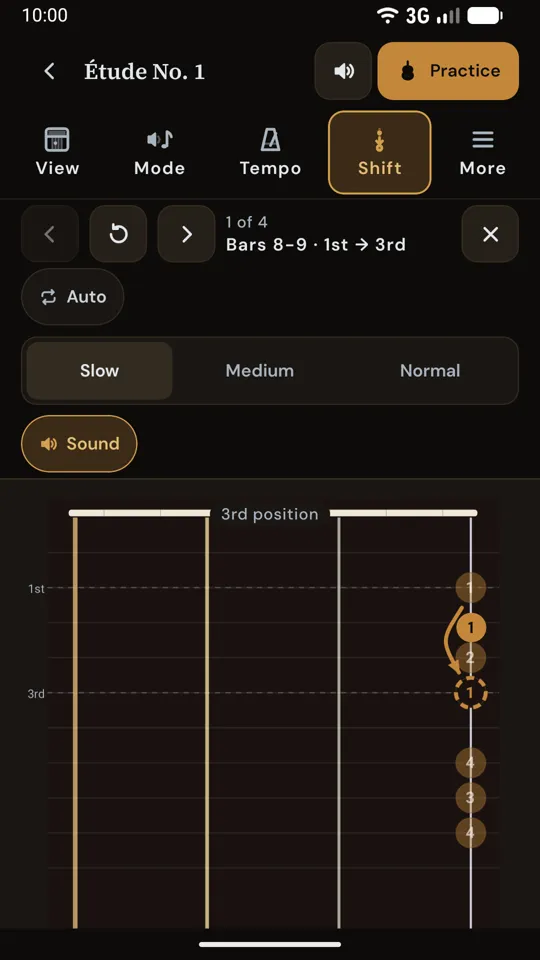 10:00
3G
Étude No. 1
Practice
View
Mode
Tempo
Shift
More
1 of 4
Bars 8–9 · 1st → 3rd
Auto
Slow
Medium
Normal
Sound
3rd position
1st
1
1
2
3rd
1
4
3
4